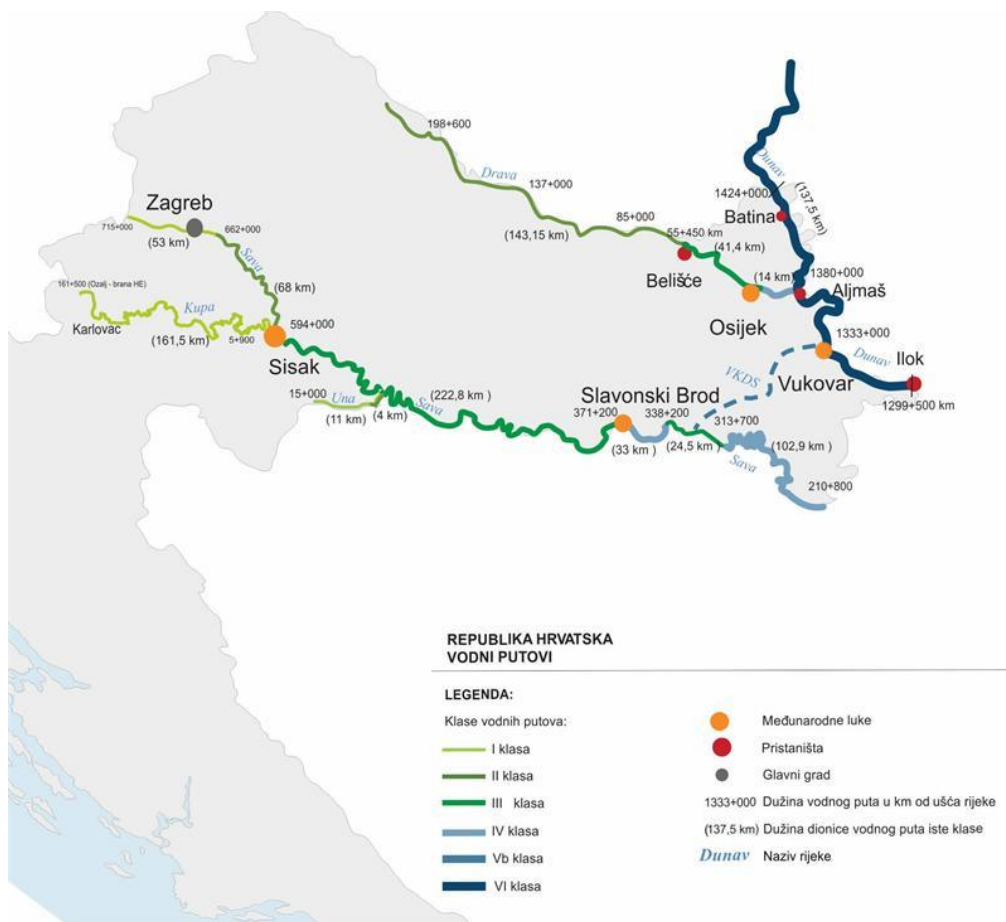 198+600
Drava
137+000
Dunav
1424+000
(137,5 km)
Zagreb
715+000
(53 km)
662+000
85+000
(143,15 km)
55+450 km
(41,4 km)
Batina
Sava
(68 km)
Belišće
(14 km)
1380+000
Aljmaš
161+500 (Ozalj - brana HE)
Karlovac
Kupa
(161,5 km)
5+900
594+000
Sisak
Osijek
1333+000
Dunav
Ilok
VKDS
Vukovar
1299+500 km
15+000
Una
(11 km)
(4 km)
Sava
(222,8 km )
Slavonski Brod
371+200
338+200
313+700
(33 km )
(24,5 km )
(102,9 km )
Sava
210+800
REPUBLIKA HRVATSKA
VODNI PUTOVI
LEGENDA:
Klase vodnih putova:
I klasa
II klasa
III klasa
IV klasa
Vb klasa
VI klasa
Međunarodne luke
Pristaništa
Glavni grad
1333+000 Dužina vodnog puta u km od ušća rijeke
(137,5 km) Dužina dionice vodnog puta iste klase
Dunav Naziv rijeke